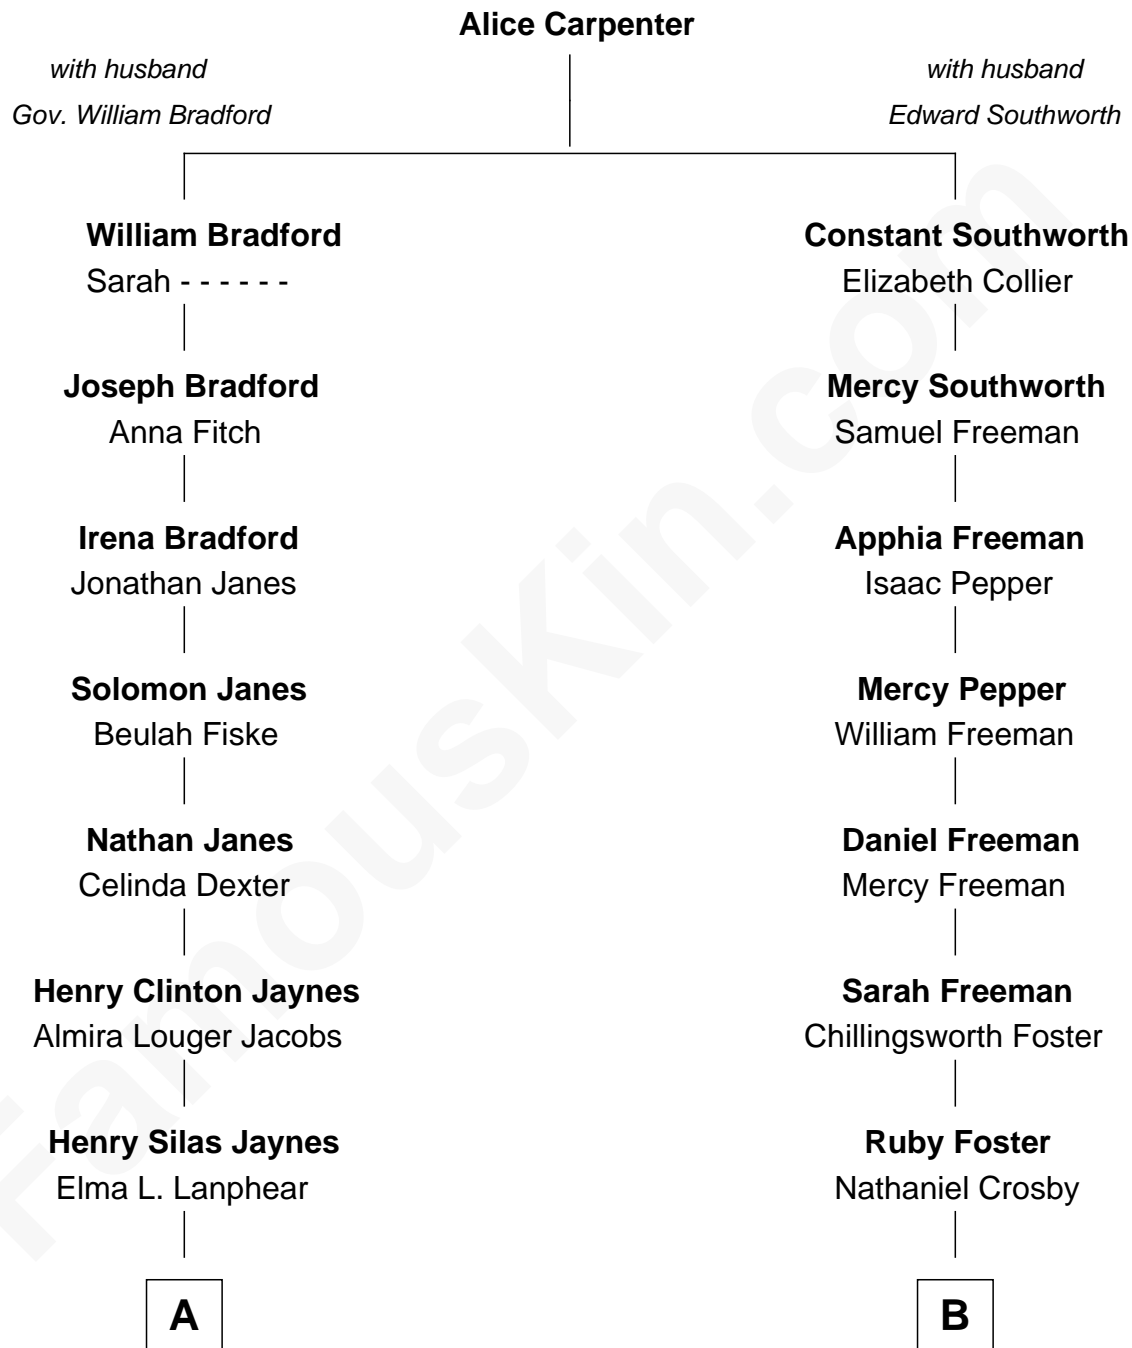 Alice Carpenter
with husband
Gov. William Bradford
with husband
Edward Southworth
William Bradford
Sarah - - - - - -
Constant Southworth
Elizabeth Collier
Joseph Bradford
Anna Fitch
Mercy Southworth
Samuel Freeman
Irena Bradford
Jonathan Janes
Apphia Freeman
Isaac Pepper
Solomon Janes
Beulah Fiske
Mercy Pepper
William Freeman
Nathan Janes
Celinda Dexter
Daniel Freeman
Mercy Freeman
Henry Clinton Jaynes
Almira Louger Jacobs
Sarah Freeman
Chillingsworth Foster
Henry Silas Jaynes
Elma L. Lanphear
Ruby Foster
Nathaniel Crosby
A
B
FamousKin.com